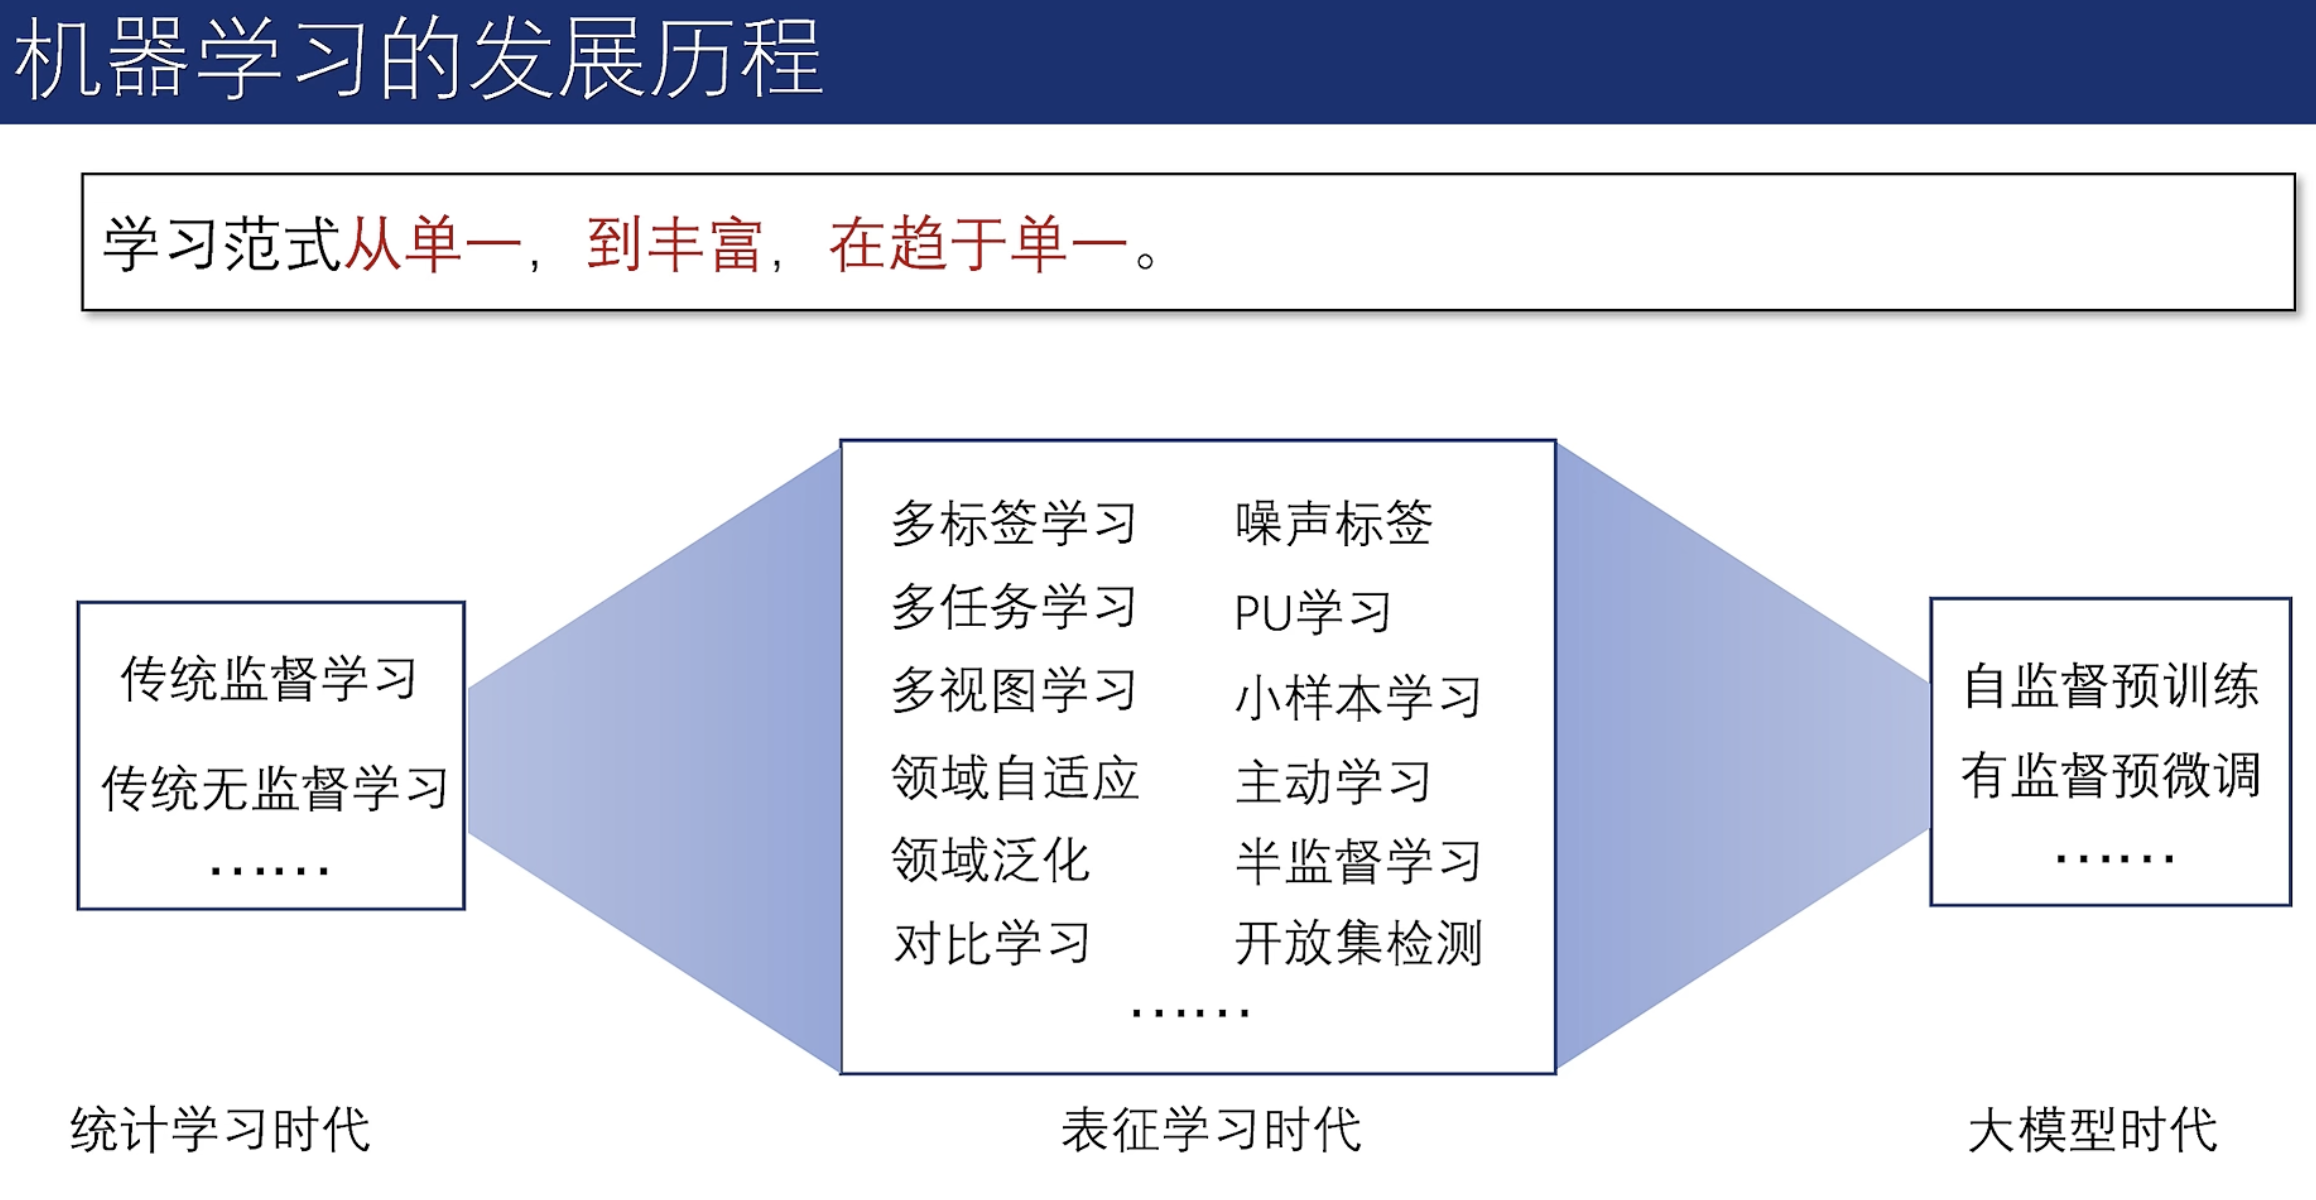 机器学习的发展历程
学习范式从单一，到丰富，在趋于单一。
传统监督学习
传统无监督学习
……
多标签学习
多任务学习
多视图学习
领域自适应
领域泛化
对比学习
噪声标签
PU学习
小样本学习
主动学习
半监督学习
开放集检测
……
自监督预训练
有监督预微调
……
统计学习时代
表征学习时代
大模型时代